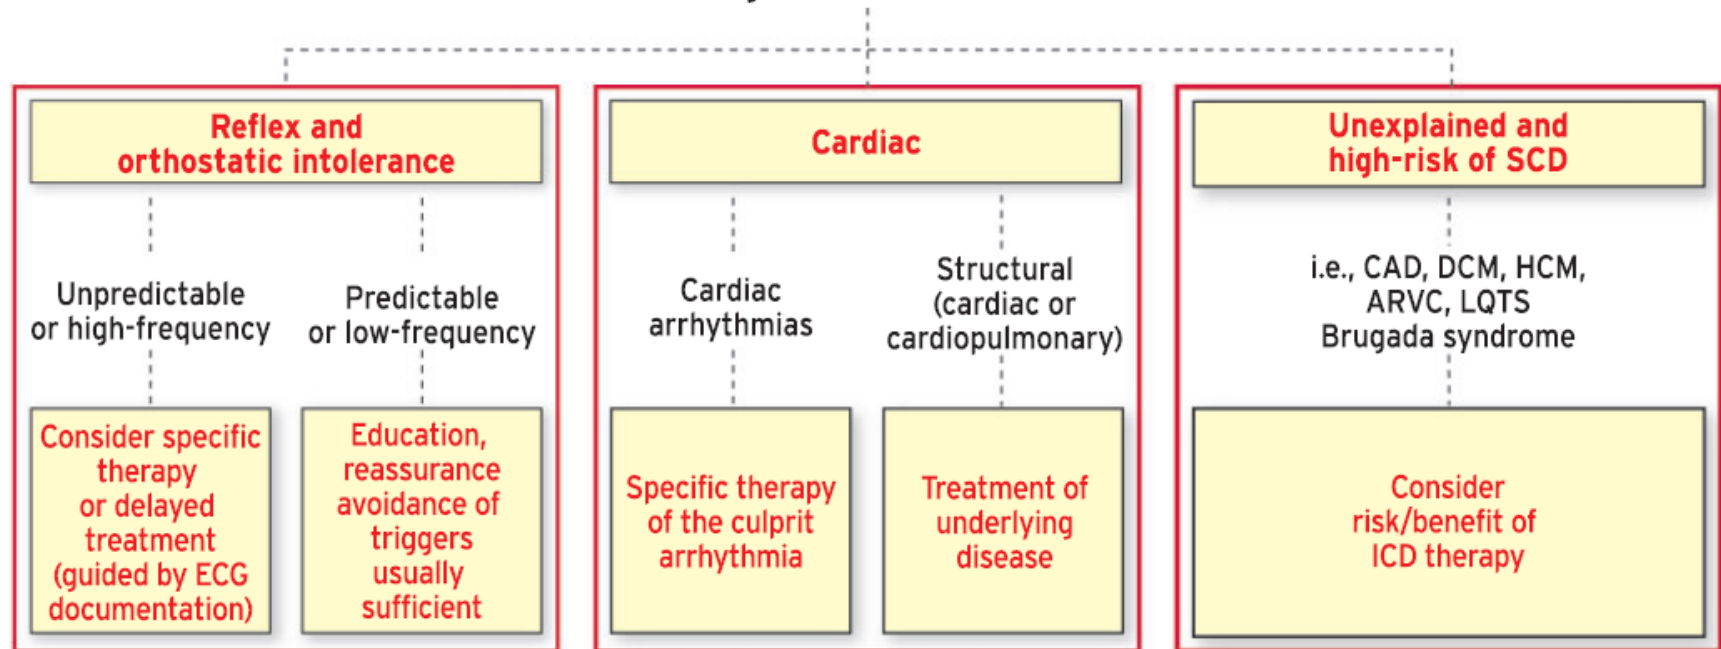 Reflex and
orthostatic intolerance
Unpredictable
or high-frequency
Consider specific
therapy
or delayed
treatment
(guided by ECG
documentation)
Predictable
or low-frequency
Education,
reassurance
avoidance of
triggers
usually
sufficient
Cardiac
Cardiac
arrhythmias
Specific therapy
of the culprit
arrhythmia
Structural
(cardiac or
cardiopulmonary)
Treatment of
underlying
disease
Unexplained and
high-risk of SCD
i.e., CAD, DCM, HCM,
ARVC, LQTS
Brugada syndrome
Consider
risk/benefit of
ICD therapy